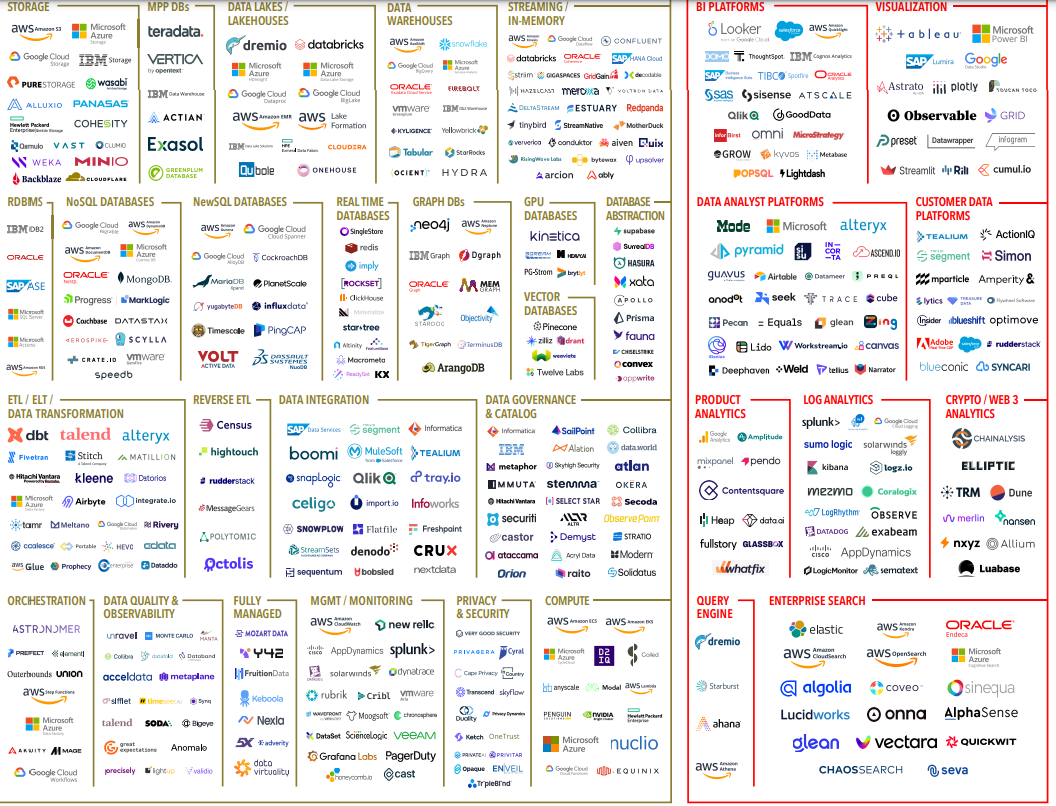 STORAGE
aws Amazon S3
Microsoft Azure Storage
Google Cloud Storage
IBM Storage
PURE STORAGE
wasabi
ALLUXIO
PANASAS
Hewlett Packard Enterprise
COHESITY
Qumulo
VAST
CLUMIO
WEKA
MINIO
Backblaze
CLOUDFLARE
MPP DBs
teradata.
VERTICA
by opentext
IBM Data Warehouse
ACTIAN
Exasol
GREENPLUM DATABASE
DATA LAKES /
LAKEHOUSES
dremio
databricks
Microsoft Azure HDInsight
Microsoft Azure Data Lake Storage
Google Cloud Dataproc
Google Cloud BigLake
aws Amazon EMR
aws Lake Formation
IBM Data Lake Solutions
HPE
CLOUDERA
Qubole
ONEHOUSE
DATA
WAREHOUSES
aws Amazon Redshift
snowflake
Google Cloud BigQuery
Microsoft Azure
ORACLE
FIREBOLT
vmware Greenplum
IBM Db2 Warehouse
KYLIGENCE
Yellowbrick
Tabular
StarRocks
OCIENT
HYDRA
STREAMING /
IN-MEMORY
aws Amazon Kinesis
Google Cloud Dataflow
CONFLUENT
databricks
ORACLE
SAP HANA Cloud
striim
GIGASPACES
GridGain
decodable
HAZELCAST
meroxa
VOLTRON DATA
DELTASTREAM
ESTUARY
Redpanda
tinybird
StreamNative
MotherDuck
ververica
conduktor
aiven
Quix
RisingWave Labs
bytewax
upsolver
arcion
ably
BI PLATFORMS
Looker
salesforce
aws Amazon QuickSight
DOMO
ThoughtSpot.
IBM Cognos Analytics
SAP
TIBCO Spotfire
ORACLE Analytics
sas
sisense
ATSCALE
Qlik
GoodData
infor Birst
omni
MicroStrategy
GROW
kyvos
Metabase
POPSQL
Lightdash
VISUALIZATION
tableau
Microsoft Power BI
SAP Lumira
Google Data Studio
Astrato
plotly
TOUCAN TOCO
Observable
GRID
preset
Datawrapper
infogram
Streamlit
Rill
cumul.io
RDBMS
IBM DB2
ORACLE
SAP ASE
Microsoft SQL Server
Microsoft Access
aws Amazon RDS
NoSQL DATABASES
Google Cloud Bigtable
aws Amazon DynamoDB
aws Amazon DocumentDB
Microsoft Azure Cosmos DB
ORACLE NoSQL
MongoDB.
Progress
MarkLogic
Couchbase
DATASTAX
AEROSPIKE
SCYLLA
CRATE.IO
vmware GemFire
speedb
NewSQL DATABASES
aws Amazon Aurora
Google Cloud Cloud Spanner
Google Cloud AlloyDB
CockroachDB
MariaDB Xpand
PlanetScale
yugabyteDB
influxdata
Timescale
PingCAP
VOLT ACTIVE DATA
DASSAULT SYSTEMES NuoDB
REAL TIME
DATABASES
SingleStore
redis
imply
ROCKSET
ClickHouse
Materialize
startree
Altinity
FeatureBase
Macrometa
ReadySet
KX
GRAPH DBs
neo4j
aws Amazon Neptune
IBM Graph
Dgraph
ORACLE Graph
MEMGRAPH
STARDOG
Objectivity
TigerGraph
TerminusDB
ArangoDB
GPU
DATABASES
kinetica
SQREAM
HEAVY.AI
PG-Strom
brytlyt
VECTOR
DATABASES
Pinecone
zilliz
qdrant
weaviate
Twelve Labs
DATABASE
ABSTRACTION
supabase
SurrealDB
HASURA
xata
APOLLO
Prisma
fauna
CHISELSTRIKE
convex
appwrite
DATA ANALYST PLATFORMS
Mode
Microsoft
alteryx
pyramid
sisu
INCORTA
ASCEND.IO
GUAVUS
Airtable
Datameer
PREQL
anodot
seek
TRACE
cube
Pecan
Equals
glean
Zing
iGenius
Lido
Workstream.io
canvas
Deephaven
Weld
tellius
Narrator
CUSTOMER DATA
PLATFORMS
TEALIUM
ActionIQ
segment
Simon
mparticle
Amperity
lytics
TREASURE DATA
Flywheel Software
Insider
blueshift
optimove
Adobe Real-Time CDP
salesforce
rudderstack
blueconic
SYNCARI
ETL / ELT /
DATA TRANSFORMATION
dbt
talend
alteryx
Fivetran
Stitch
MATILLION
Hitachi Vantara
kleene
Dataddo
Microsoft Azure Data Factory
Airbyte
integrate.io
tamr
Meltano
Google Cloud
Rivery
coalesce
Portable
HEVO
cdata
aws Glue
Prophecy
REVERSE ETL
Census
hightouch
rudderstack
MessageGears
POLYTOMIC
Octolis
DATA INTEGRATION
SAP Data Services
segment
Informatica
boomi
MuleSoft
TEALIUM
snaplogic
Qlik
tray.io
celigo
import.io
Infoworks
SNOWPLOW
Flatfile
Freshpoint
StreamSets
denodo
CRUX
sequentum
bobsled
nextdata
DATA GOVERNANCE
& CATALOG
Informatica
SailPoint
Collibra
IBM
Alation
data.world
metaphor
Skyhigh Security
atlan
IMMUTA
stemma
OKERA
Hitachi Vantara
SELECT STAR
Secoda
securiti
ALTR
ObservePoint
castor
Demyst
STRATIO
ataccama
Acryl Data
Modern
Orion
raito
Solidatus
PRODUCT
ANALYTICS
Google Analytics
Amplitude
mixpanel
pendo
Contentsquare
Heap
data.ai
fullstory
GLASSBOX
Whatfix
LOG ANALYTICS
splunk>
Google Cloud Cloud Logging
sumo logic
solarwinds loggly
kibana
logz.io
mezmo
Coralogix
LogRhythm
OBSERVE
DATADOG
exabeam
CISCO AppDynamics
LogicMonitor
sematext
CRYPTO / WEB 3
ANALYTICS
CHAINALYSIS
ELLIPTIC
TRM
Dune
merlin
nansen
nxyz
Allium
Luabase
ORCHESTRATION
ASTRONOMER
PREFECT
element
Outerbounds
UNION
aws Step Functions
Microsoft Azure Data Factory
AKUITY
MAGE
Google Cloud Workflows
DATA QUALITY &
OBSERVABILITY
unravel
MONTE CARLO
MANTA
Collibra
datafold
Databand
acceldata
metaplane
sifflet
timeseer.ai
Synq
talend
SODA
Bigeye
great expectations
Anomalo
precisely
lightup
validio
FULLY
MANAGED
MOZART DATA
Y42
FruitionData
Keboola
Nexla
5X
adverity
data virtuality
MGMT / MONITORING
aws Amazon CloudWatch
new relic
CISCO AppDynamics
splunk>
DATADOG
solarwinds
dynatrace
rubrik
Cribl
vmware
WAVEFRONT
Moogsoft
chronosphere
DataSet
ScienceLogic
VEEAM
Grafana Labs
PagerDuty
honeycomb.io
cast
PRIVACY
& SECURITY
VERY GOOD SECURITY
PRIVACERA
Cyral
Cape Privacy
InCountry
Transcend
skyflow
Duality
Privacy Dynamics
Ketch
OneTrust
PRIVATE AI
PRIVITAR
Opaque
ENVEIL
TripleBlind
COMPUTE
aws Amazon ECS
aws Amazon EKS
Microsoft Azure
D2IQ
Coiled
anyscale
Modal
aws Lambda
PENGUIN SOLUTIONS
NVIDIA
Hewlett Packard Enterprise
Microsoft Azure
nuclio
Google Cloud Cloud Functions
EQUINIX
QUERY
ENGINE
dremio
Starburst
ahana
aws Amazon Athena
ENTERPRISE SEARCH
elastic
aws Amazon Kendra
ORACLE Endeca
aws Amazon CloudSearch
aws Amazon OpenSearch
Microsoft Azure Cognitive Search
algolia
coveo
sinequa
Lucidworks
onna
AlphaSense
glean
vectara
QUICKWIT
CHAOSSEARCH
seva